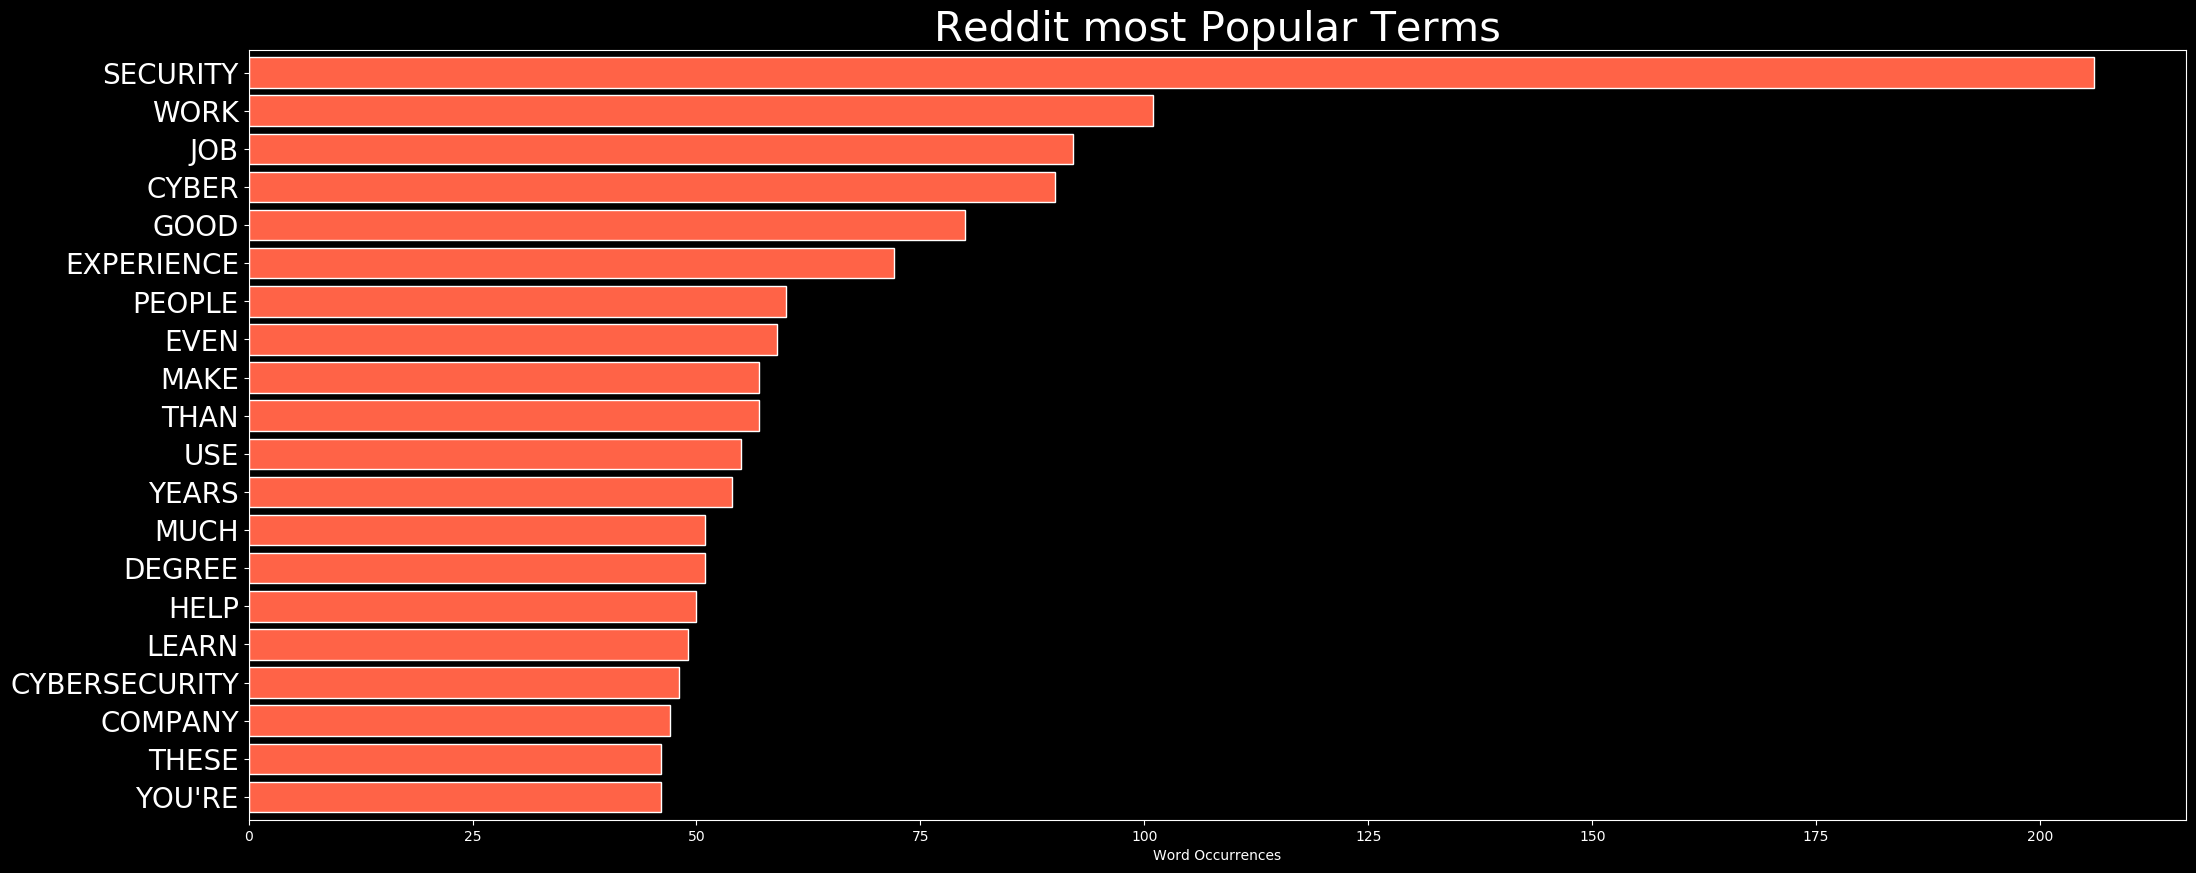 Reddit most Popular Terms
SECURITY
WORK
JOB
CYBER
GOOD
EXPERIENCE
PEOPLE
EVEN
MAKE
THAN
USE
YEARS
MUCH
DEGREE
HELP
LEARN
CYBERSECURITY
COMPANY
THESE
YOU'RE
0 25 50 75 100 125 150 175 200
Word Occurrences